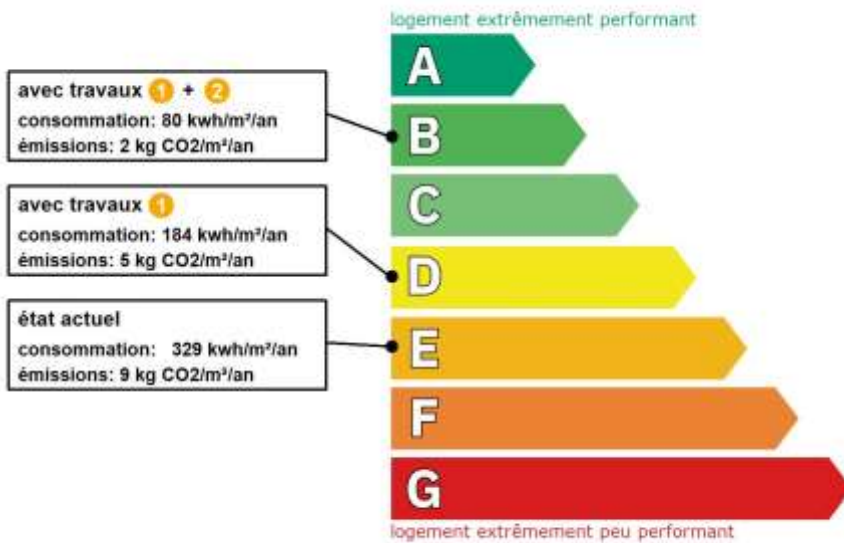 logement extrêmement performant
A
avec travaux 1 + 2
consommation: 80 kwh/m²/an
émissions: 2 kg CO2/m²/an
B
C
avec travaux 1
consommation: 184 kwh/m²/an
émissions: 5 kg CO2/m²/an
D
état actuel
consommation: 329 kwh/m²/an
émissions: 9 kg CO2/m²/an
E
F
G
logement extrêmement peu performant